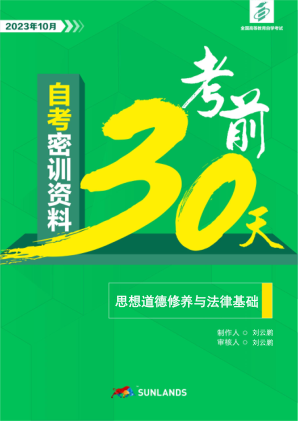 2023年10月
全国高等教育自学考试
自考密训资料
考前
30天
思想道德修养与法律基础
制作人 ○ 刘云鹏
审核人 ○ 刘云鹏
SUNLANDS